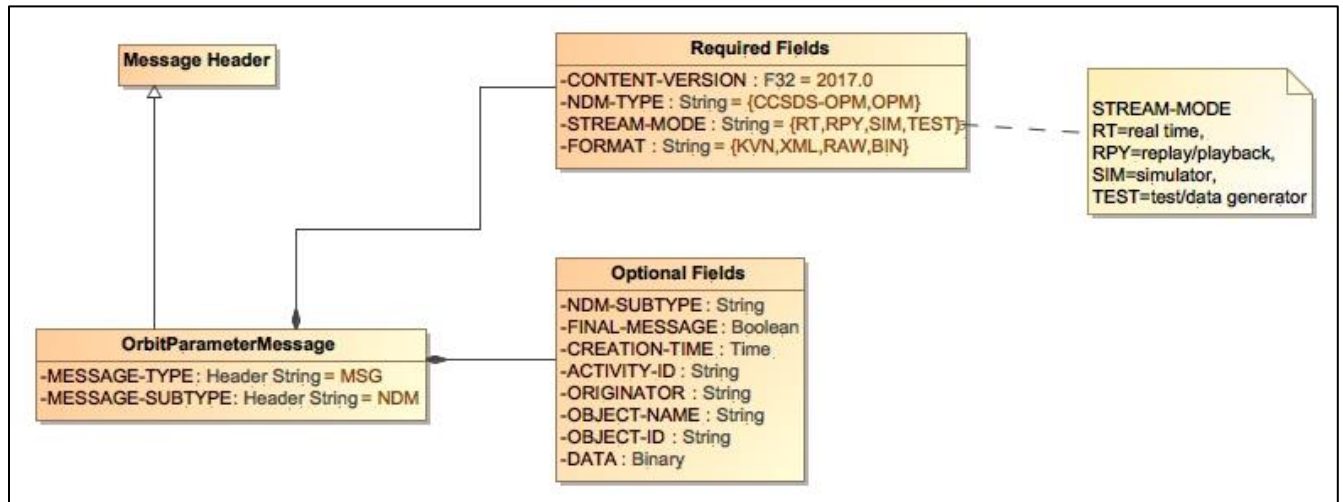 Message Header
Required Fields
-CONTENT-VERSION : F32 = 2017.0
-NDM-TYPE : String = {CCSDS-OPM,OPM}
-STREAM-MODE : String = {RT,RPY,SIM,TEST}
-FORMAT : String = {KVN,XML,RAW,BIN}
STREAM-MODE
RT=real time,
RPY=replay/playback,
SIM=simulator,
TEST=test/data generator
OrbitParameterMessage
-MESSAGE-TYPE: Header String = MSG
-MESSAGE-SUBTYPE: Header String = NDM
Optional Fields
-NDM-SUBTYPE : String
-FINAL-MESSAGE : Boolean
-CREATION-TIME : Time
-ACTIVITY-ID : String
-ORIGINATOR : String
-OBJECT-NAME : String
-OBJECT-ID : String
-DATA : Binary